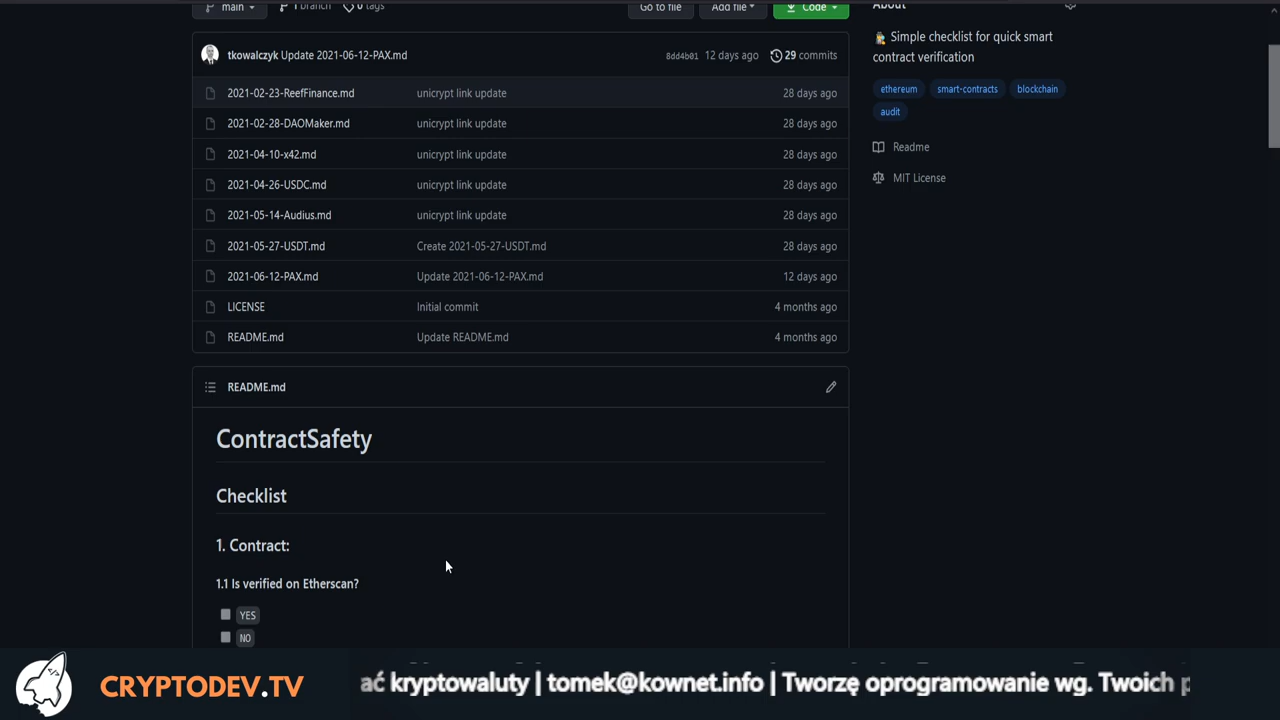 main
1 branch
0 tags
Go to file
Add file
Code
About
tkowalczyk Update 2021-06-12-PAX.md
8dd4b01 12 days ago
29 commits
2021-02-23-ReefFinance.md unicrypt link update 28 days ago
2021-02-28-DAOMaker.md unicrypt link update 28 days ago
2021-04-10-x42.md unicrypt link update 28 days ago
2021-04-26-USDC.md unicrypt link update 28 days ago
2021-05-14-Audius.md unicrypt link update 28 days ago
2021-05-27-USDT.md Create 2021-05-27-USDT.md 28 days ago
2021-06-12-PAX.md Update 2021-06-12-PAX.md 12 days ago
LICENSE Initial commit 4 months ago
README.md Update README.md 4 months ago
Simple checklist for quick smart
contract verification
ethereum smart-contracts blockchain
audit
Readme
MIT License
README.md
ContractSafety
Checklist
1. Contract:
1.1 Is verified on Etherscan?
YES
NO
CRYPTODEV.TV
ać kryptowaluty | tomek@kownet.info | Tworzę oprogramowanie wg. Twoich p